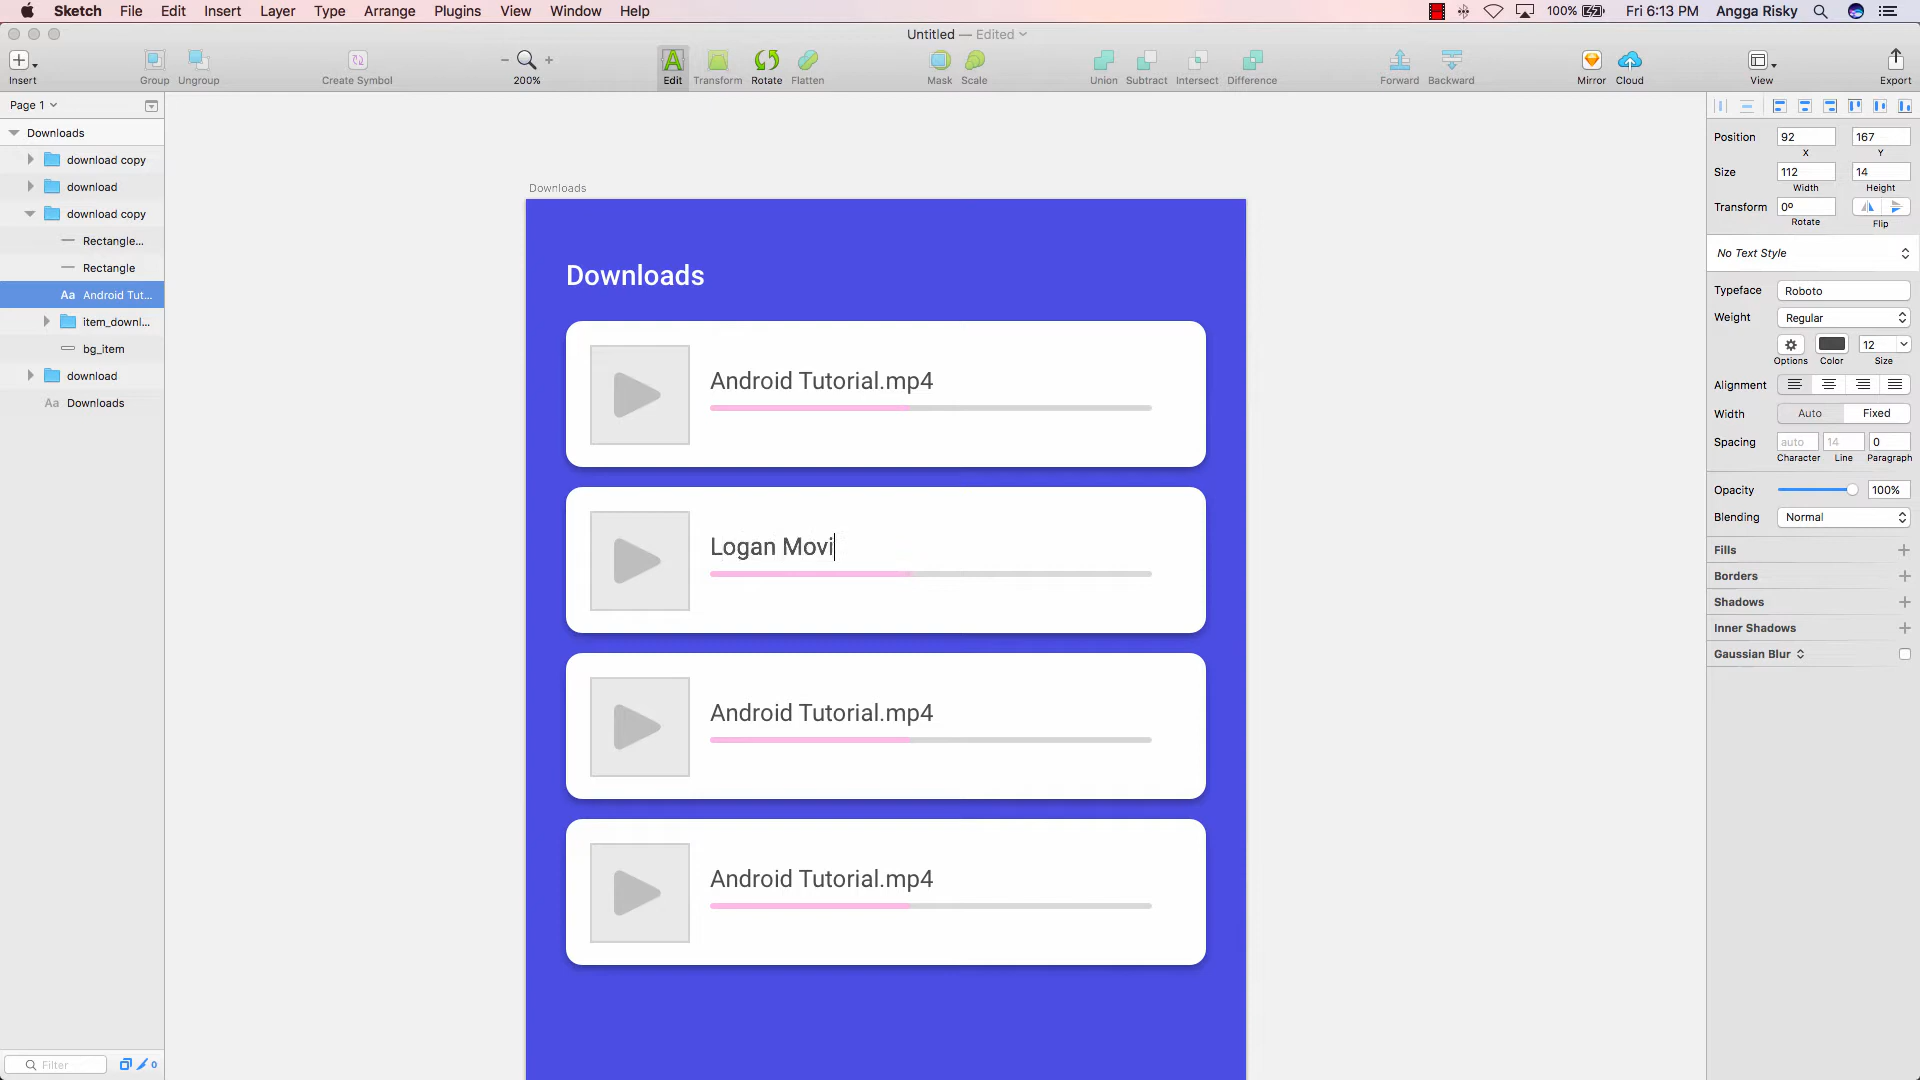 Sketch File Edit Insert Layer Type Arrange Plugins View Window Help 100% Fri 6:13 PM Angga Risky
Untitled — Edited
Insert Group Ungroup Create Symbol 200% Edit Transform Rotate Flatten Mask Scale Union Subtract Intersect Difference Forward Backward Mirror Cloud View Export
Page 1
Downloads
download copy
download
download copy
Rectangle...
Rectangle
Aa Android Tut...
item_downl...
bg_item
download
Aa Downloads
Filter 0
Downloads
Downloads
Android Tutorial.mp4
Logan Movi
Android Tutorial.mp4
Android Tutorial.mp4
Position 92 167
X Y
Size 112 14
Width Height
Transform 0º
Rotate Flip
No Text Style
Typeface Roboto
Weight Regular
12
Options Color Size
Alignment
Width Auto Fixed
Spacing auto 14 0
Character Line Paragraph
Opacity 100%
Blending Normal
Fills
Borders
Shadows
Inner Shadows
Gaussian Blur